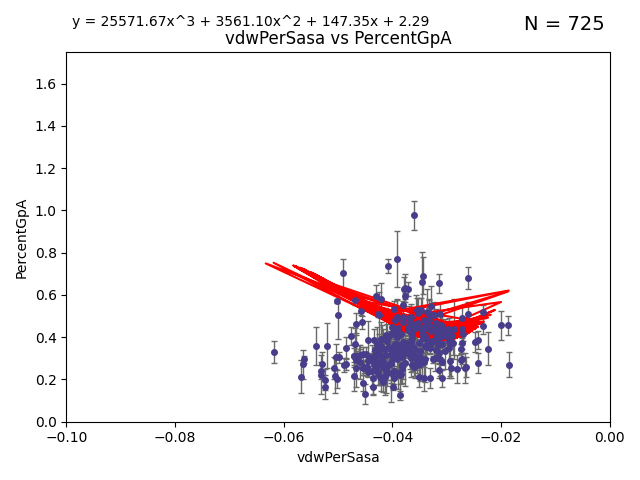 y = 25571.67x^3 + 3561.10x^2 + 147.35x + 2.29
N = 725
vdwPerSasa vs PercentGpA
1.6
1.4
1.2
1.0
0.8
0.6
0.4
0.2
0.0
PercentGpA
−0.10 −0.08 −0.06 −0.04 −0.02 0.00
vdwPerSasa